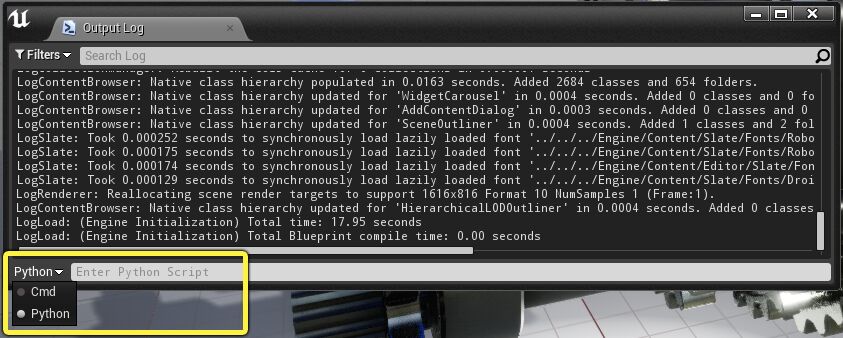 Output Log
Filters
Search Log
LogContentBrowser: Native class hierarchy populated in 0.0163 seconds. Added 2684 classes and 654 folders.
LogContentBrowser: Native class hierarchy updated for 'WidgetCarousel' in 0.0004 seconds. Added 0 classes and 0 fo
LogContentBrowser: Native class hierarchy updated for 'AddContentDialog' in 0.0003 seconds. Added 0 classes and 0
LogContentBrowser: Native class hierarchy updated for 'SceneOutliner' in 0.0004 seconds. Added 1 classes and 2 fol
LogSlate: Took 0.000252 seconds to synchronously load lazily loaded font '../../../Engine/Content/Slate/Fonts/Robo
LogSlate: Took 0.000175 seconds to synchronously load lazily loaded font '../../../Engine/Content/Slate/Fonts/Robo
LogSlate: Took 0.000174 seconds to synchronously load lazily loaded font '../../../Engine/Content/Editor/Slate/Fon
LogSlate: Took 0.000129 seconds to synchronously load lazily loaded font '../../../Engine/Content/Slate/Fonts/Droi
LogRenderer: Reallocating scene render targets to support 1616x816 Format 10 NumSamples 1 (Frame:1).
LogContentBrowser: Native class hierarchy updated for 'HierarchicalLODOutliner' in 0.0004 seconds. Added 0 classes
LogLoad: (Engine Initialization) Total time: 17.95 seconds
LogLoad: (Engine Initialization) Total Blueprint compile time: 0.00 seconds
Python
Enter Python Script
Cmd
Python